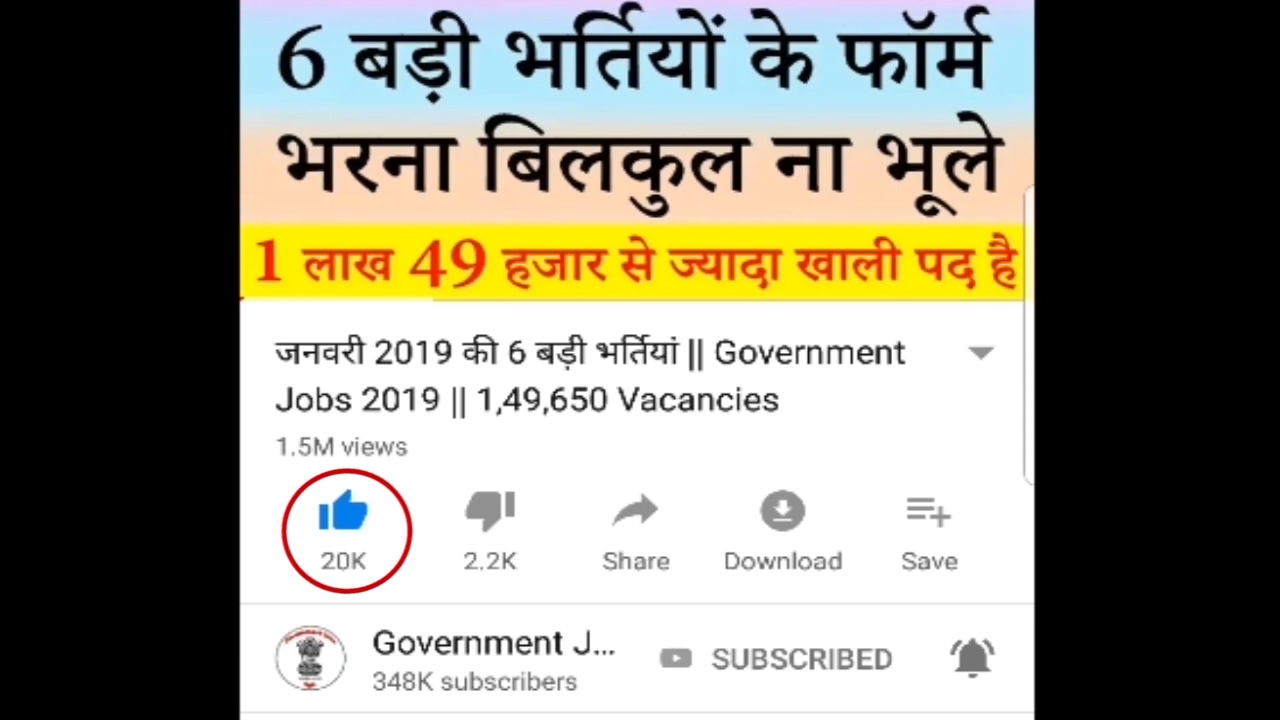 6 बड़ी भर्तियों के फॉर्म
भरना बिलकुल ना भूले
1 लाख 49 हजार से ज्यादा खाली पद है
जनवरी 2019 की 6 बड़ी भर्तियां || Government
Jobs 2019 || 1,49,650 Vacancies
1.5M views
20K 2.2K Share Download Save
Government J... SUBSCRIBED
348K subscribers